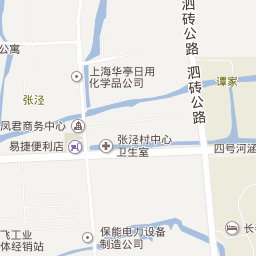 泗砖公路
公寓
上海华亭日用
化学品公司
泗砖公路
谭家
张泾
凤君商务中心
易捷便利店
张泾村中心
卫生室
四号河涵
保能电力设备
制造公司
飞工业
体经销站
长